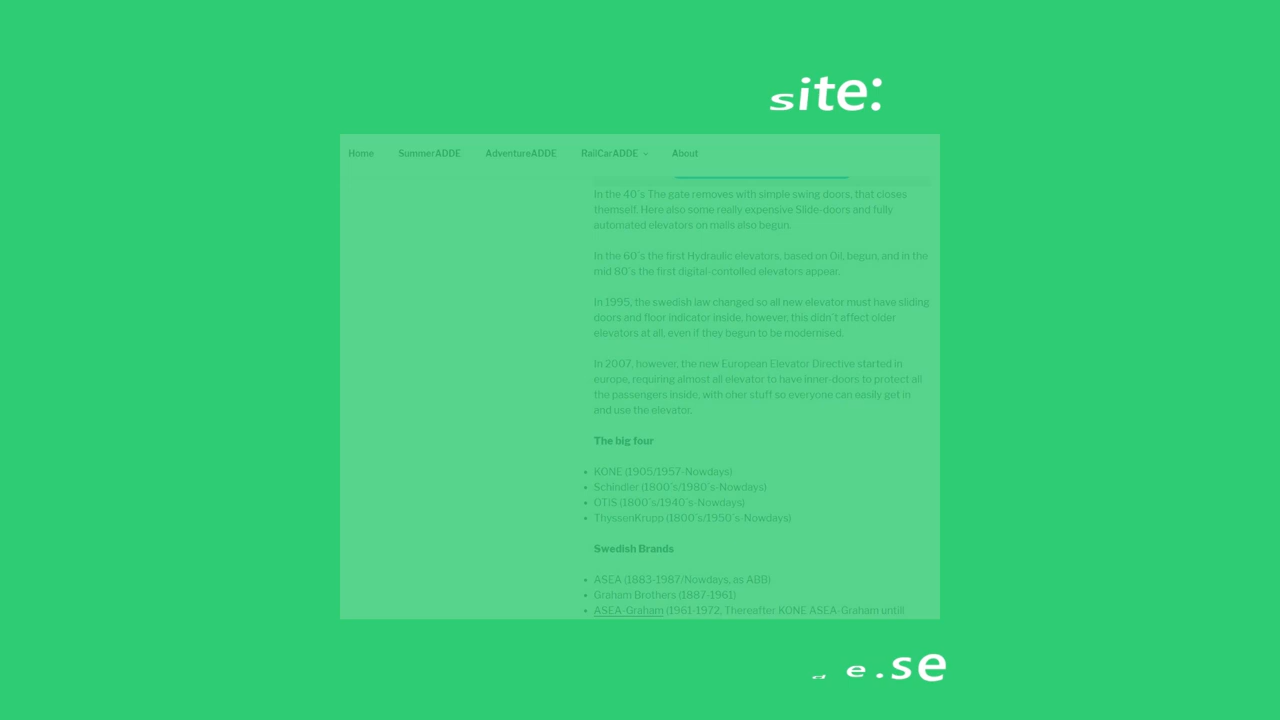 site:
Home SummerADDE AdventureADDE RailCarADDE About
In the 40´s The gate removes with simple swing doors, that closes
themself. Here also some really expensive Slide-doors and fully
automated elevators on malls also begun.
In the 60´s the first Hydraulic elevators, based on Oil, begun, and in the
mid 80´s the first digital-contolled elevators appear.
In 1995, the swedish law changed so all new elevator must have sliding
doors and floor indicator inside, however, this didn´t affect older
elevators at all, even if they begun to be modernised.
In 2007, however, the new European Elevator Directive started in
europe, requiring almost all elevator to have inner-doors to protect all
the passengers inside, with oher stuff so everyone can easily get in
and use the elevator.
The big four
• KONE (1905/1957-Nowdays)
• Schindler (1800´s/1980´s-Nowdays)
• OTIS (1800´s/1940´s-Nowdays)
• ThyssenKrupp (1800´s/1950´s-Nowdays)
Swedish Brands
• ASEA (1883-1987/Nowdays, as ABB)
• Graham Brothers (1887-1961)
• ASEA-Graham (1961-1972, Thereafter KONE ASEA-Graham untill
d e.se